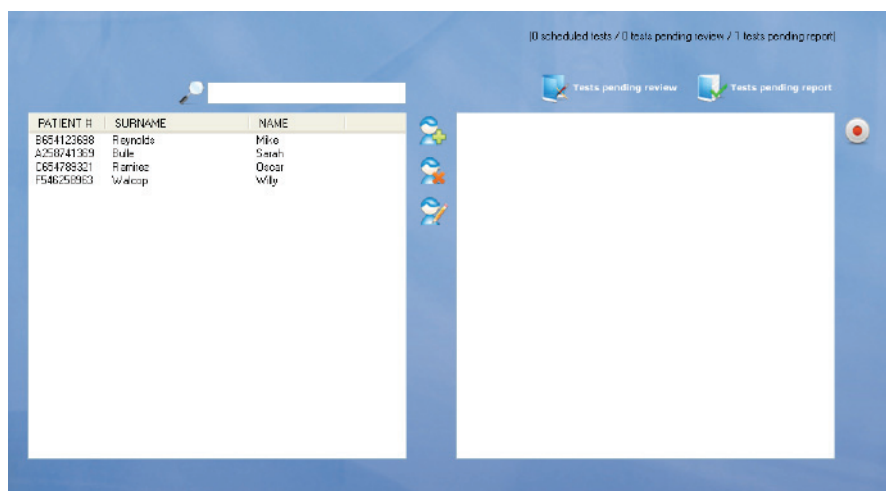 (0 scheduled tests / 0 tests pending review / 1 tests pending report)
Tests pending review Tests pending report
PATIENT # SURNAME NAME
B654123698 Reynolds Mike
A258741369 Bulle Sarah
C654789321 Ramirez Oscar
F546258963 Walcop Willy